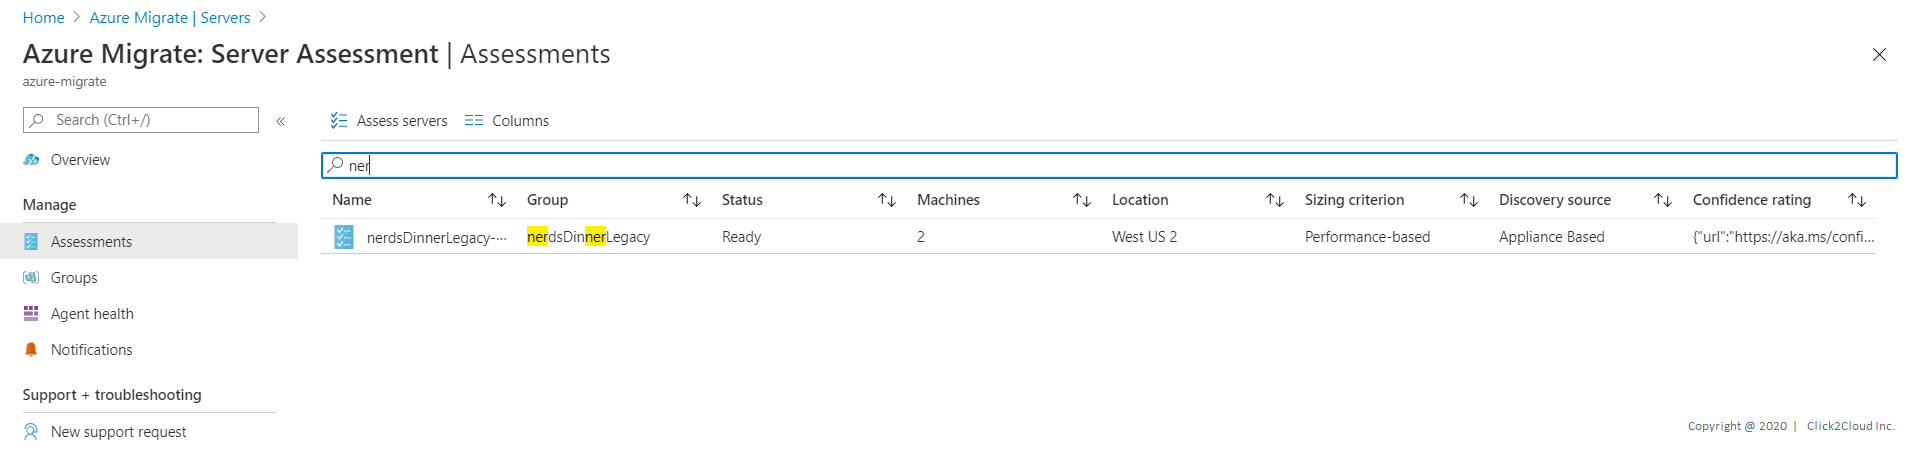 Home > Azure Migrate | Servers >
Azure Migrate: Server Assessment | Assessments
azure-migrate
Search (Ctrl+/) «
Overview
Manage
Assessments
Groups
Agent health
Notifications
Support + troubleshooting
New support request
Assess servers Columns
ner
Name Group Status Machines Location Sizing criterion Discovery source Confidence rating
nerdsDinnerLegacy-··· nerdsDinnerLegacy Ready 2 West US 2 Performance-based Appliance Based {"url":"https://aka.ms/confi...
Copyright @ 2020 | Click2Cloud Inc.